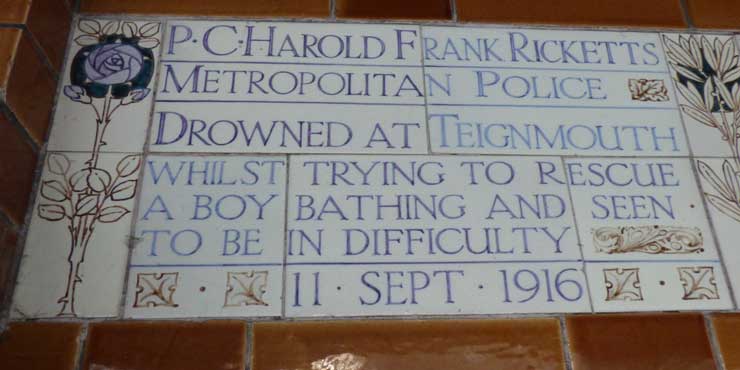 P·C·HAROLD FRANK RICKETTS
METROPOLITAN POLICE
DROWNED AT TEIGNMOUTH
WHILST TRYING TO RESCUE
A BOY BATHING AND SEEN
TO BE IN DIFFICULTY
11 · SEPT · 1916